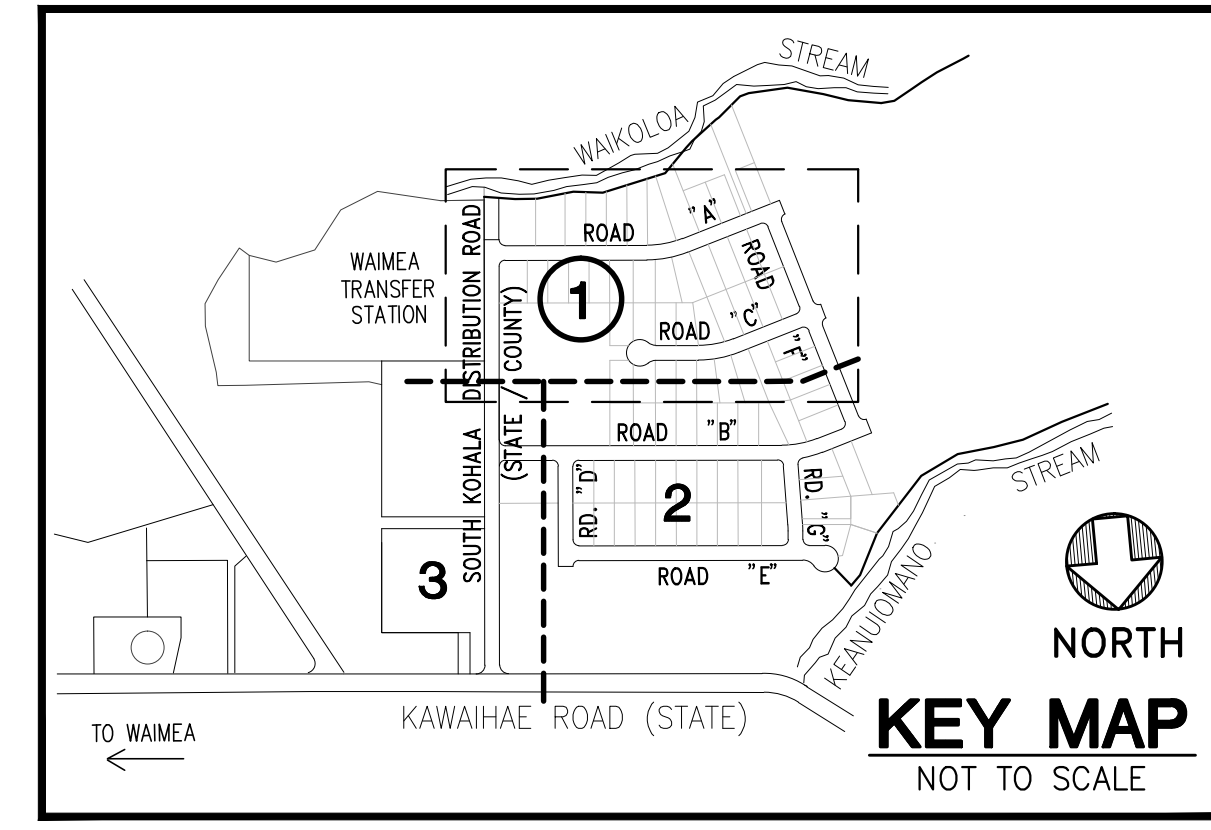 STREAM
WAIKOLOA
ROAD "A"
WAIMEA
TRANSFER
STATION
SOUTH KOHALA DISTRIBUTION ROAD
(STATE / COUNTY)
1
ROAD
ROAD "C"
"F"
ROAD "B"
RD. "D"
2
RD. "G"
ROAD "E"
3
STREAM
KEANUIOMANO
NORTH
KAWAIHAE ROAD (STATE)
TO WAIMEA
KEY MAP
NOT TO SCALE